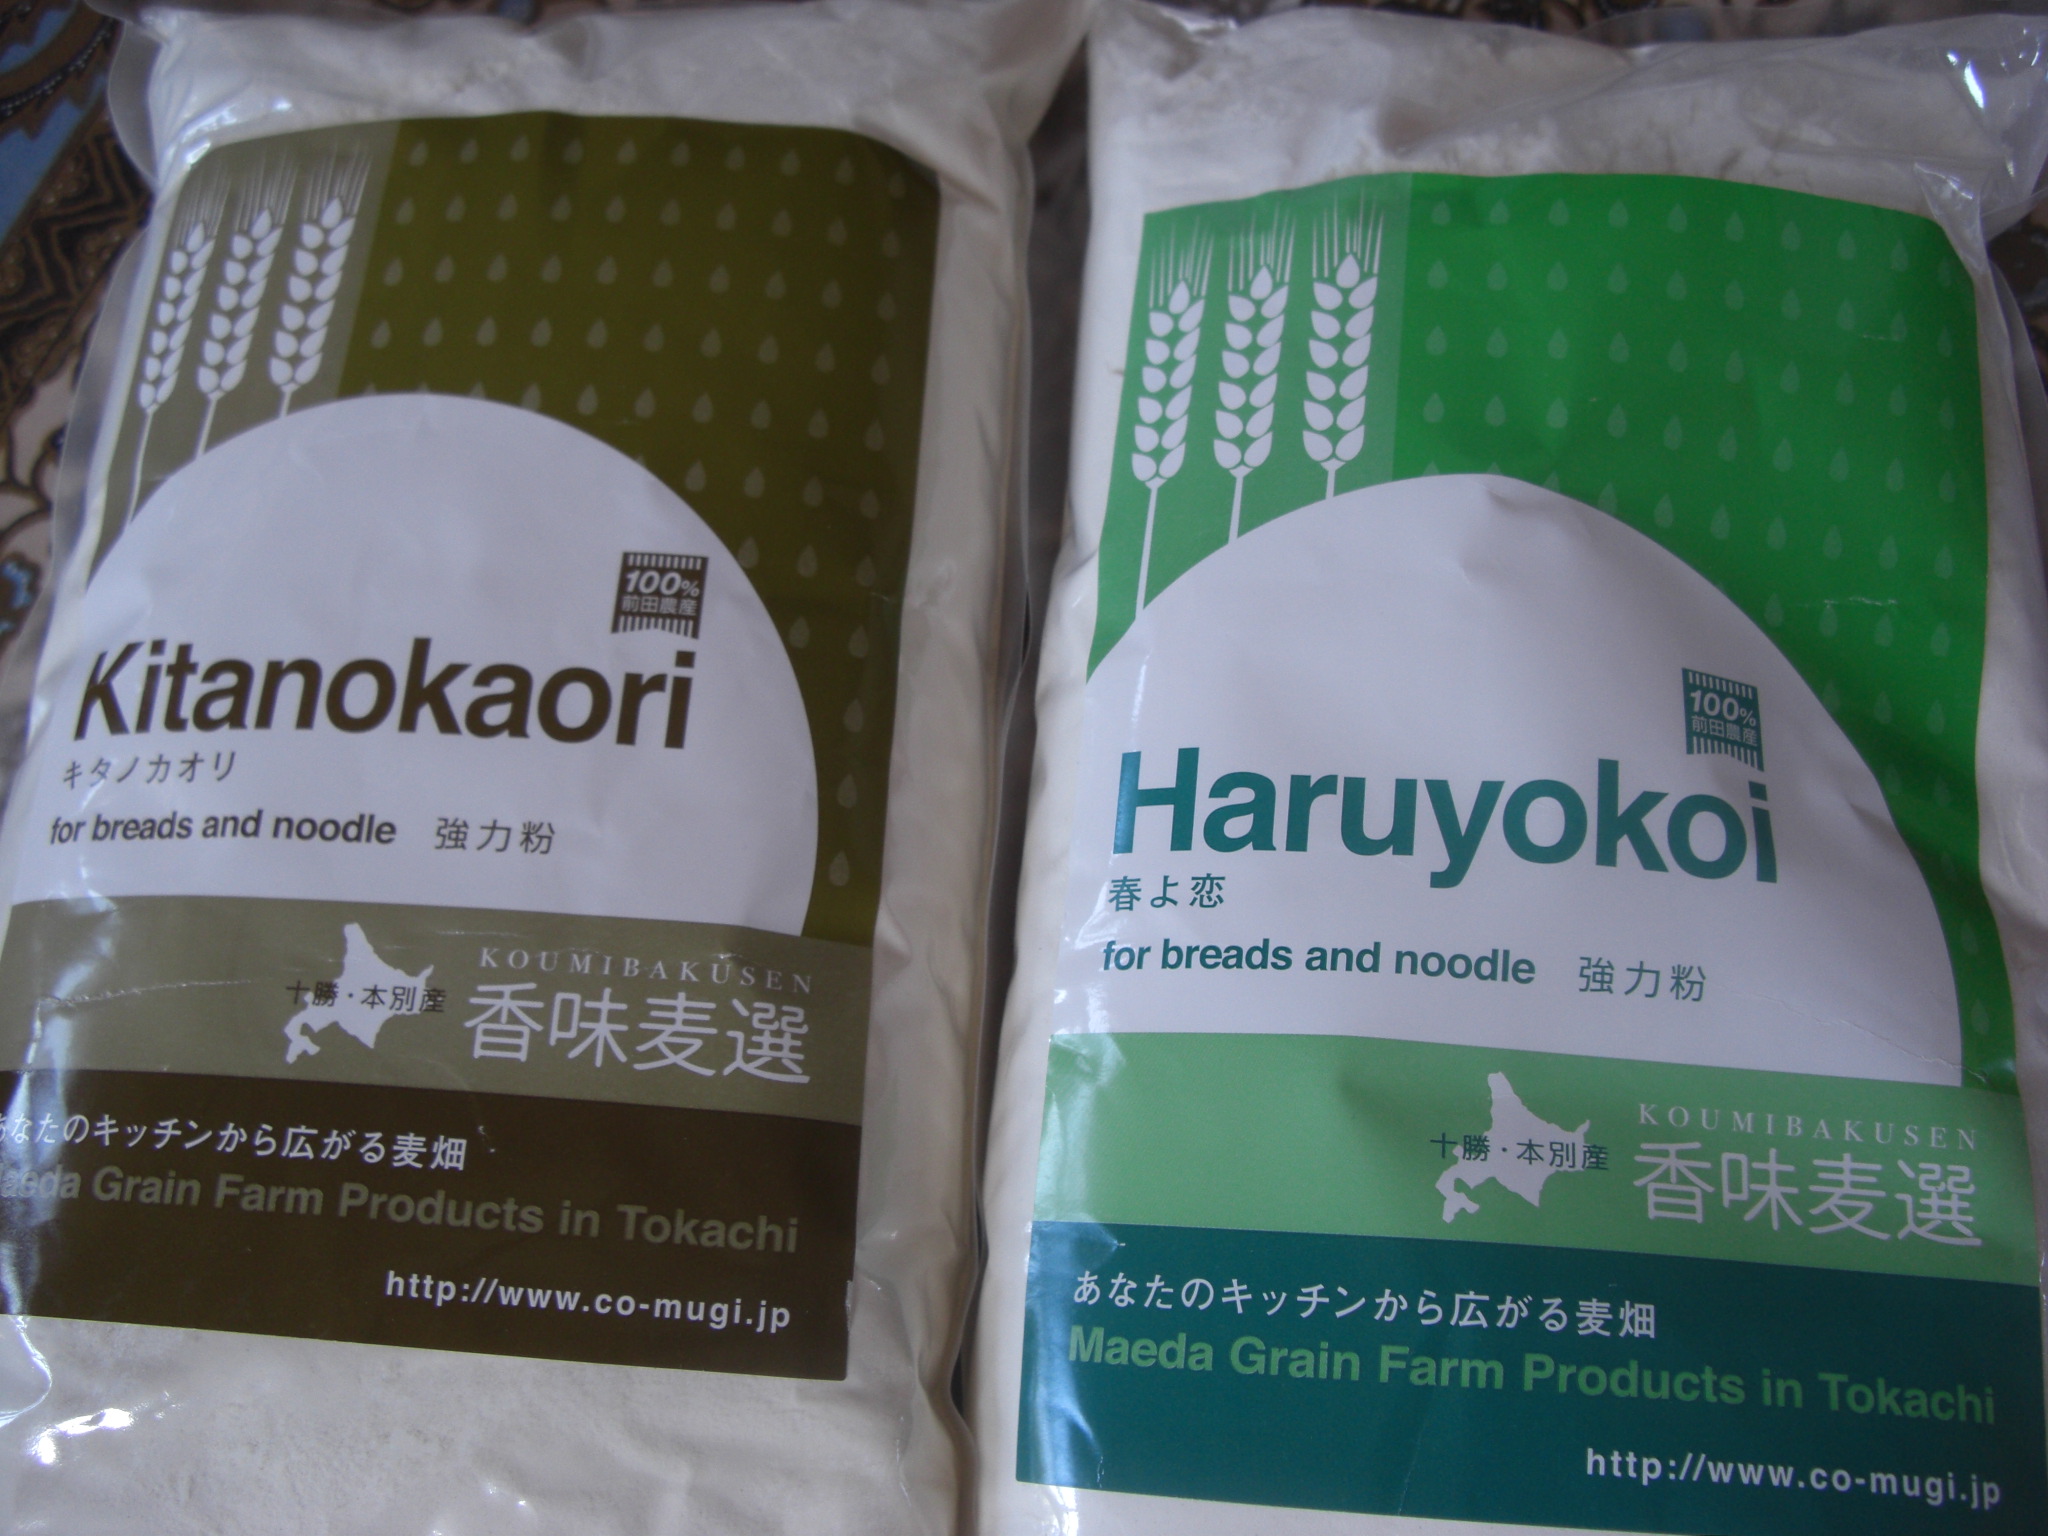 100%
前田農産
Kitanokaori
キタノカオリ
for breads and noodle 強力粉
KOUMIBAKUSEN
十勝・本別産 香味麦選
あなたのキッチンから広がる麦畑
Maeda Grain Farm Products in Tokachi
http://www.co-mugi.jp
100%
前田農産
Haruyokoi
春よ恋
for breads and noodle 強力粉
KOUMIBAKUSEN
十勝・本別産 香味麦選
あなたのキッチンから広がる麦畑
Maeda Grain Farm Products in Tokachi
http://www.co-mugi.jp